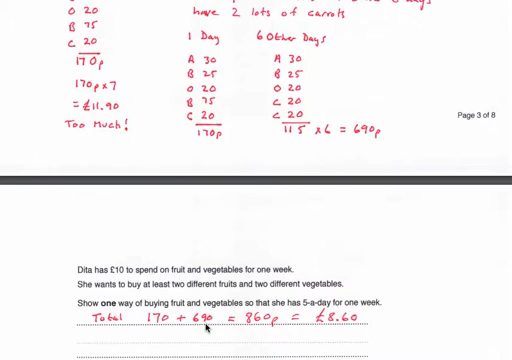 have 2 lots of carrots
O 20
B 75
C 20
170p
170p x 7
= £11.90
Too Much!
1 Day
A 30
B 25
O 20
B 75
C 20
170p
6 Other Days
A 30
B 25
O 20
C 20
C 20
115 x 6 = 690p
Page 3 of 8
Dita has £10 to spend on fruit and vegetables for one week.
She wants to buy at least two different fruits and two different vegetables.
Show one way of buying fruit and vegetables so that she has 5-a-day for one week.
Total 170 + 690 = 860p = £8.60